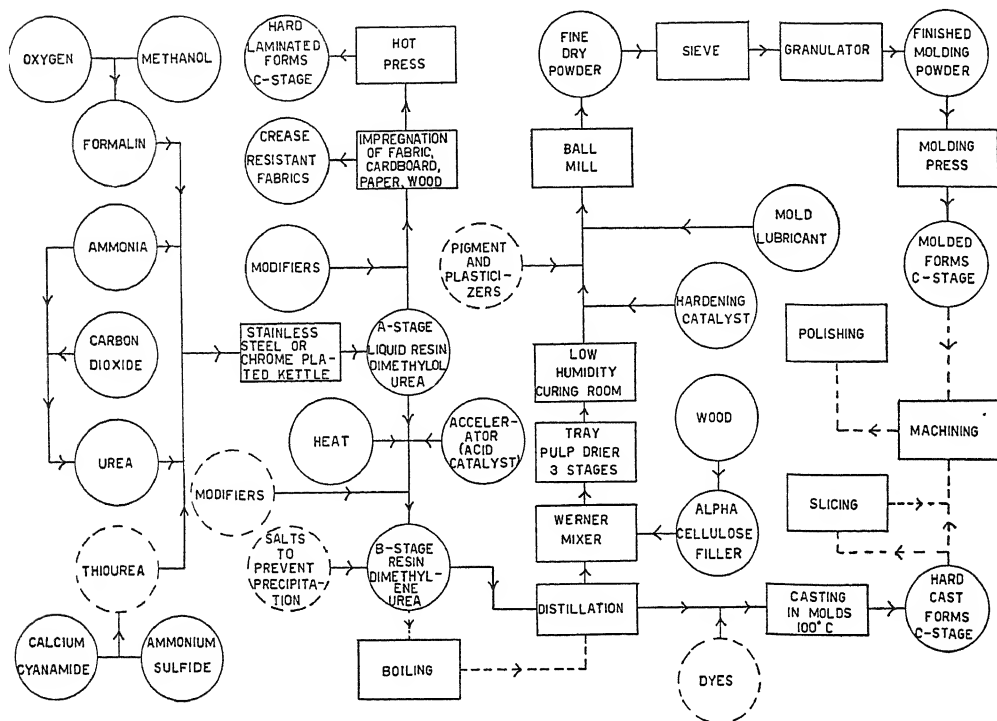 OXYGEN
METHANOL
FORMALIN
AMMONIA
CARBON
DIOXIDE
UREA
THIOUREA
CALCIUM
CYANAMIDE
AMMONIUM
SULFIDE
HARD
LAMINATED
FORMS
C-STAGE
HOT
PRESS
CREASE
RESISTANT
FABRICS
IMPREGNATION
OF FABRIC,
CARDBOARD,
PAPER, WOOD
MODIFIERS
STAINLESS
STEEL OR
CHROME PLA-
TED KETTLE
A-STAGE
LIQUID RESIN
DIMETHYLOL
UREA
HEAT
ACCELER-
ATOR
(ACID
CATALYST)
MODIFIERS
SALTS
TO
PREVENT
PRECIPITA-
TION
B-STAGE
RESIN
DIMETHYL-
ENE
UREA
BOILING
FINE
DRY
POWDER
SIEVE
GRANULATOR
FINISHED
MOLDING
POWDER
BALL
MILL
MOLDING
PRESS
PIGMENT
AND
PLASTICI-
ZERS
MOLD
LUBRICANT
MOLDED
FORMS
C-STAGE
HARDENING
CATALYST
POLISHING
LOW
HUMIDITY
CURING ROOM
WOOD
MACHINING
TRAY
PULP DRIER
3 STAGES
SLICING
WERNER
MIXER
ALPHA
CELLULOSE
FILLER
DISTILLATION
CASTING
IN MOLDS
100°C
HARD
CAST
FORMS
C-STAGE
DYES